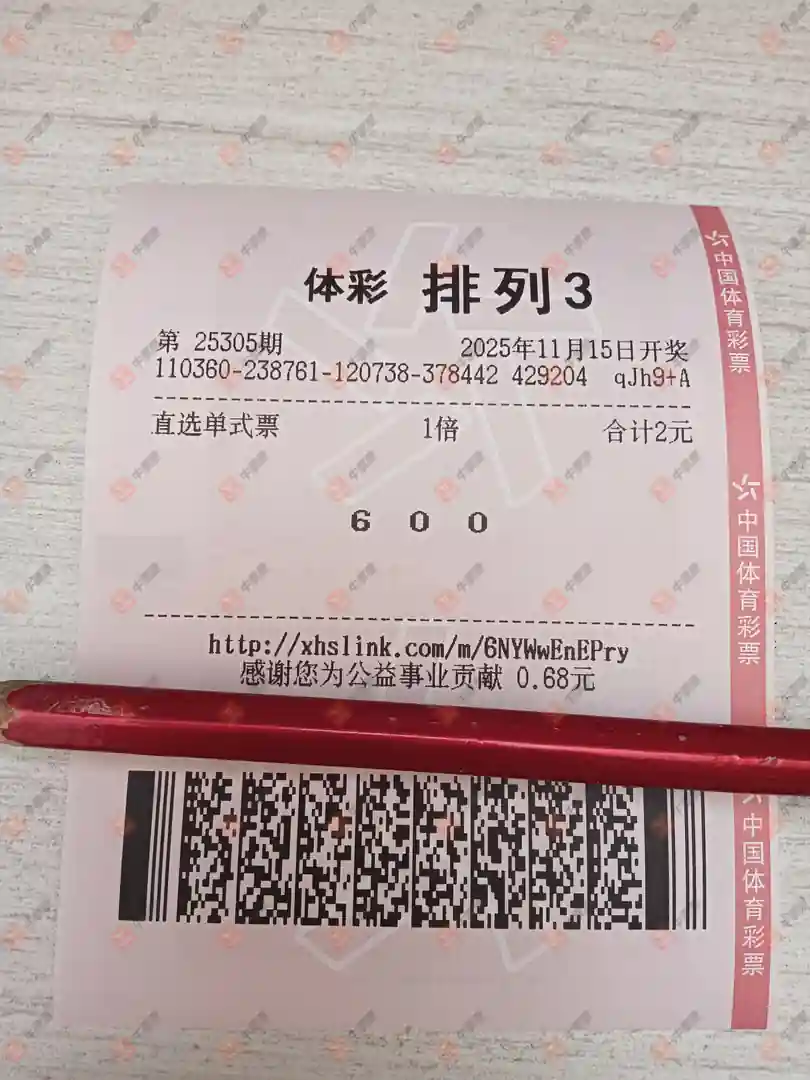 体彩 排列3
第 25305期 2025年11月15日开奖
110360-238761-120738-378442 429204 qJh9+A
直选单式票 1倍 合计2元
6 0 0
http://xhslink.com/m/6NYWwEnEPry
感谢您为公益事业贡献 0.68元
中国体育彩票
中国体育彩票
中国体育彩票